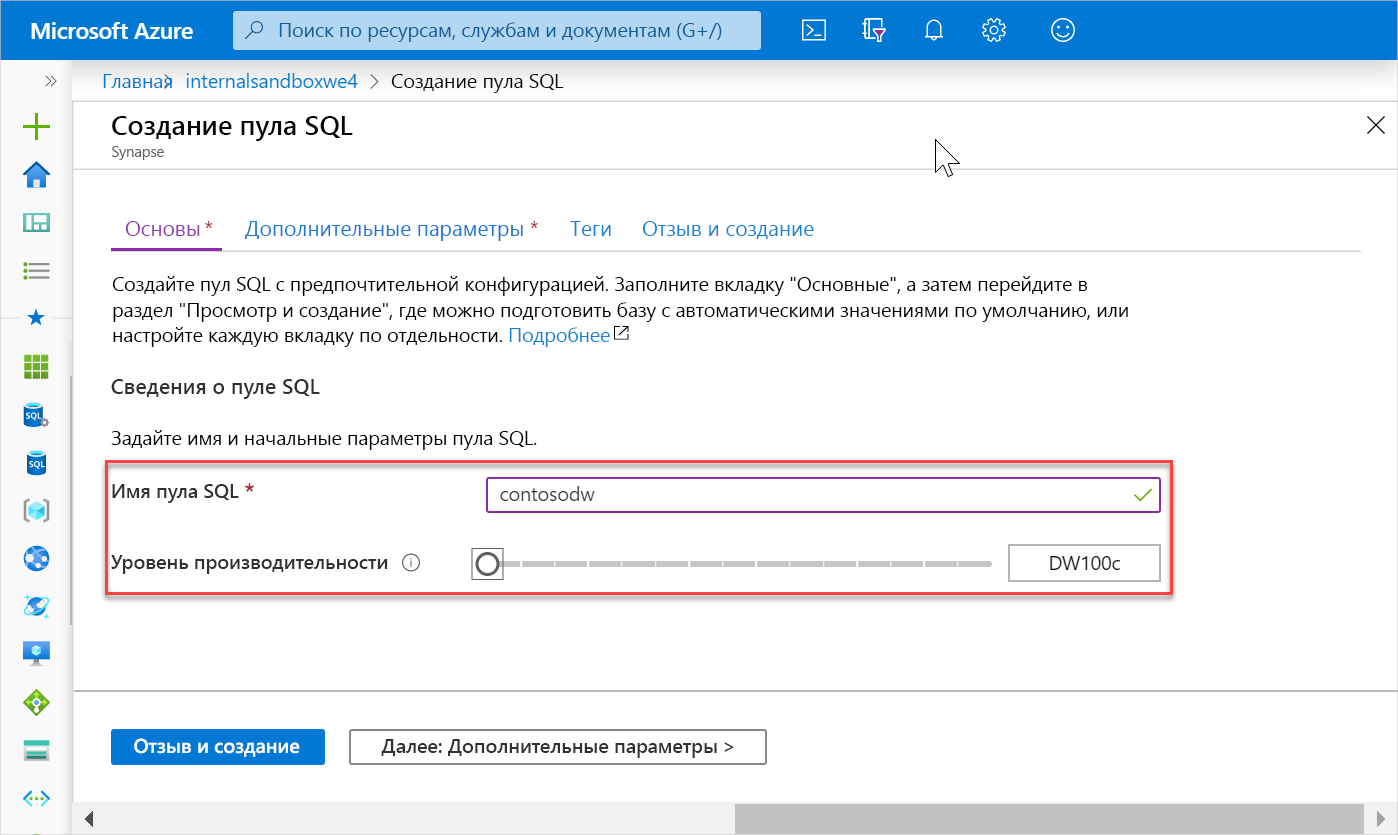 Microsoft Azure
Поиск по ресурсам, службам и документам (G+/)
Главная
internalsandboxwe4
Создание пула SQL
Создание пула SQL
Synapse
Основы *
Дополнительные параметры *
Теги
Отзыв и создание
Создайте пул SQL с предпочтительной конфигурацией. Заполните вкладку "Основные", а затем перейдите в
раздел "Просмотр и создание", где можно подготовить базу с автоматическими значениями по умолчанию, или
настройте каждую вкладку по отдельности. Подробнее
Сведения о пуле SQL
Задайте имя и начальные параметры пула SQL.
Имя пула SQL *
contosodw
Уровень производительности
DW100c
Отзыв и создание
Далее: Дополнительные параметры >
SQL
SQL